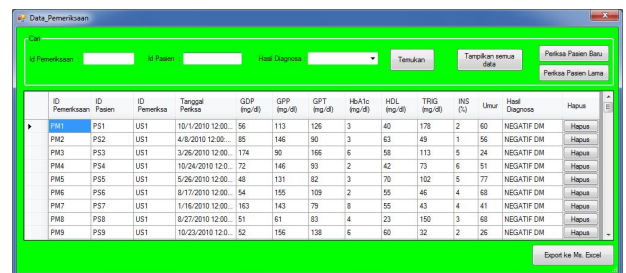 Data_Pemeriksaan
Cari
Id Pemeriksaan Id Pasien Hasil Diagnosa Temukan Tampilkan semua data Periksa Pasien Baru
Periksa Pasien Lama
ID Pemeriksaan ID Pasien ID Pemeriksa Tanggal Periksa GDP (mg/dl) GPP (mg/dl) GPT (mg/dl) HbA1c (mg/dl) HDL (mg/dl) TRIG (mg/dl) INS (%) Umur Hasil Diagnosa Hapus
PM1 PS1 US1 10/1/2010 12:00... 56 113 126 3 40 178 2 60 NEGATIF DM Hapus
PM2 PS2 US1 4/8/2010 12:00:... 85 146 90 3 63 49 1 56 NEGATIF DM Hapus
PM3 PS3 US1 3/26/2010 12:00... 174 90 166 6 58 113 5 24 NEGATIF DM Hapus
PM4 PS4 US1 10/24/2010 12:0... 72 146 93 2 42 73 6 51 NEGATIF DM Hapus
PM5 PS5 US1 5/26/2010 12:00... 48 131 82 3 70 102 5 77 NEGATIF DM Hapus
PM6 PS6 US1 8/17/2010 12:00... 54 155 109 2 55 46 4 68 NEGATIF DM Hapus
PM7 PS7 US1 1/16/2010 12:00... 163 143 79 8 55 43 4 41 NEGATIF DM Hapus
PM8 PS8 US1 8/27/2010 12:00... 51 61 83 4 23 150 3 68 NEGATIF DM Hapus
PM9 PS9 US1 10/23/2010 12:0... 52 156 138 6 60 32 2 26 NEGATIF DM Hapus
Export ke Ms. Excel